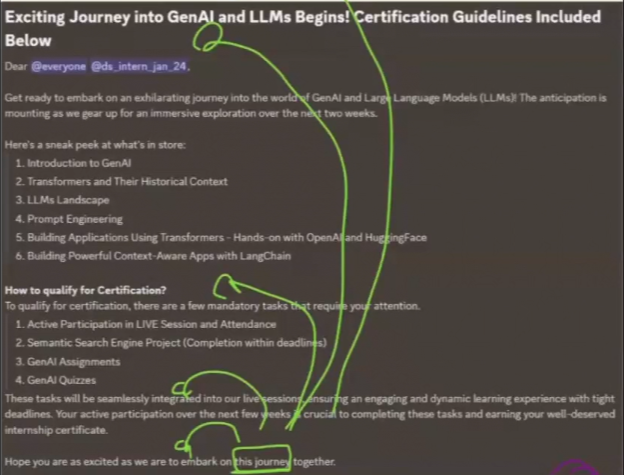 Exciting Journey into GenAI and LLMs Begins! Certification Guidelines Included
Below
Dear @everyone @ds_intern_jan_24,
Get ready to embark on an exhilarating journey into the world of GenAI and Large Language Models (LLMs)! The anticipation is
mounting as we gear up for an immersive exploration over the next two weeks.
Here's a sneak peek at what's in store:
1. Introduction to GenAI
2. Transformers and Their Historical Context
3. LLMs Landscape
4. Prompt Engineering
5. Building Applications Using Transformers - Hands-on with OpenAI and HuggingFace
6. Building Powerful Context-Aware Apps with LangChain
How to qualify for Certification?
To qualify for certification, there are a few mandatory tasks that require your attention.
1. Active Participation in LIVE Session and Attendance
2. Semantic Search Engine Project (Completion within deadlines)
3. GenAI Assignments
4. GenAI Quizzes
These tasks will be seamlessly integrated into our live sessions, ensuring an engaging and dynamic learning experience with tight
deadlines. Your active participation over the next few weeks is crucial to completing these tasks and earning your well-deserved
internship certificate.
Hope you are as excited as we are to embark on this journey together.